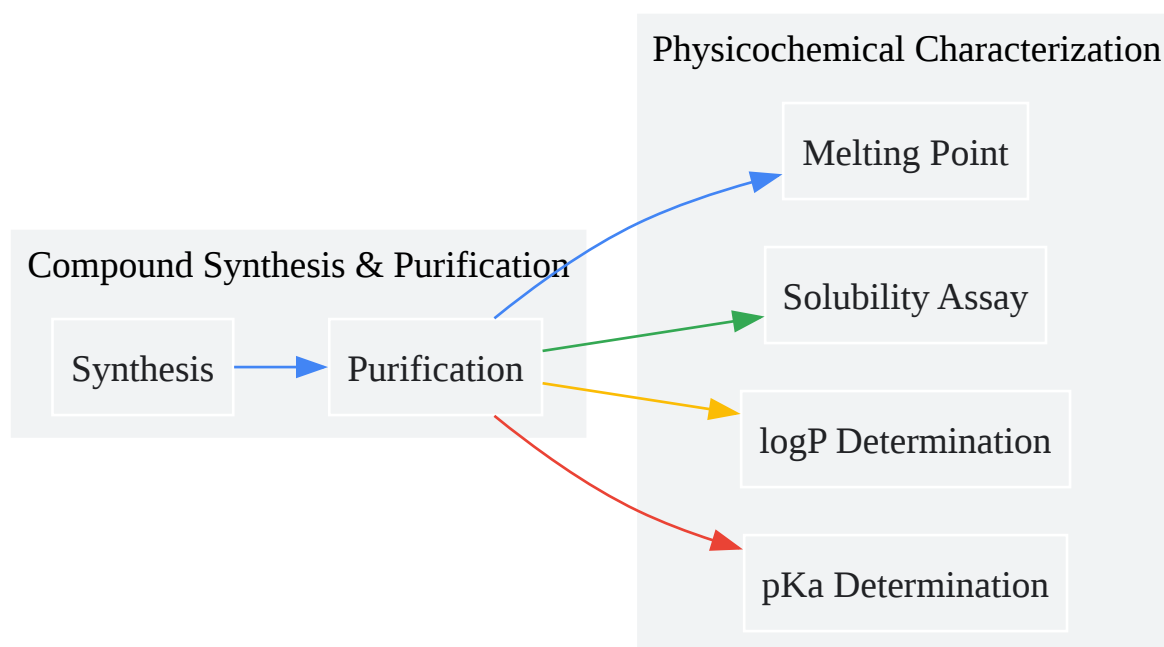 Compound Synthesis & Purification
Synthesis
Purification
Physicochemical Characterization
Melting Point
Solubility Assay
logP Determination
pKa Determination